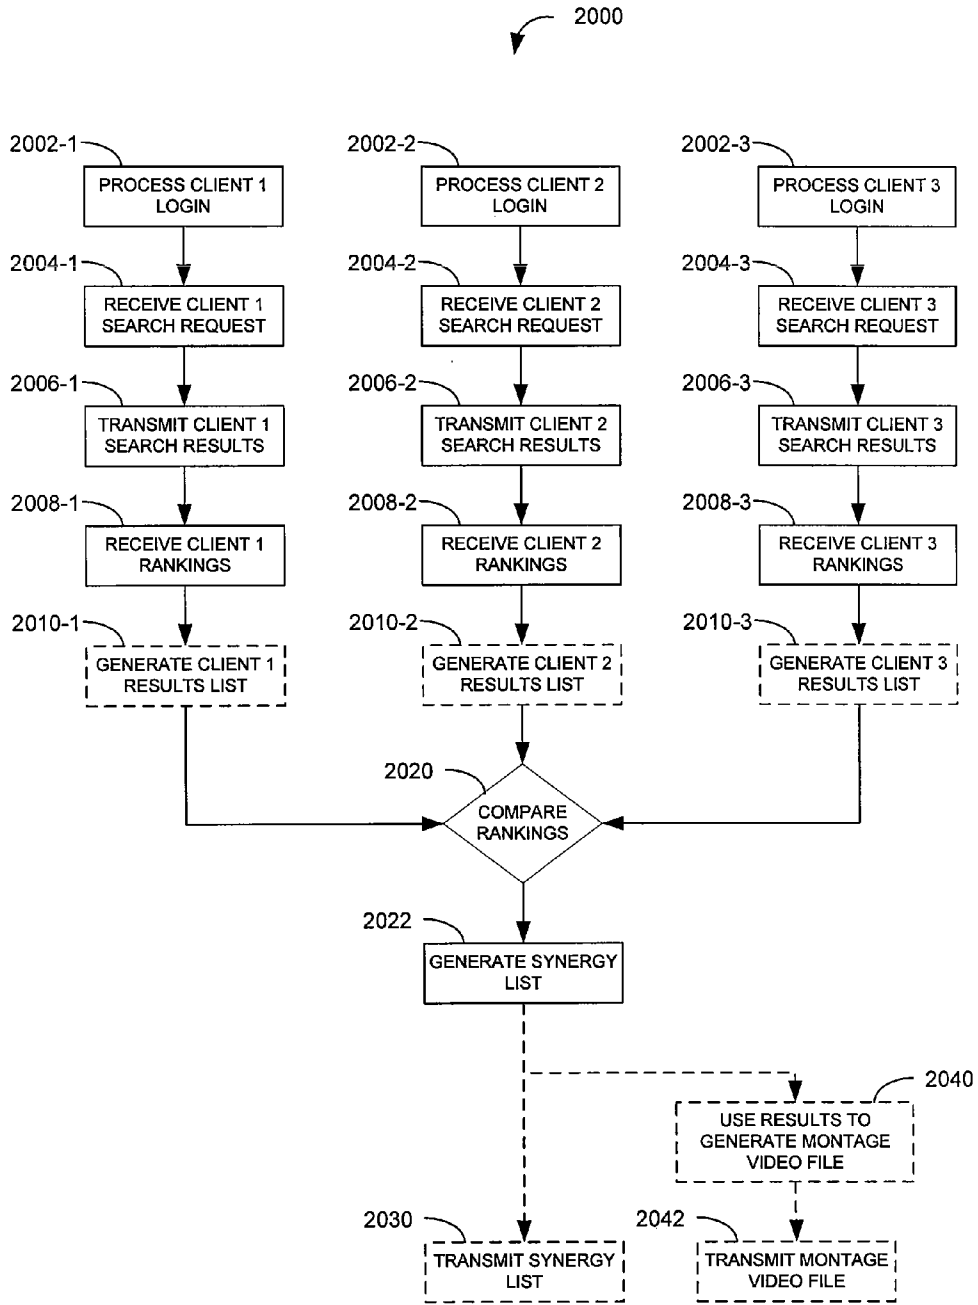 2000
2002-1
2002-2
2002-3
PROCESS CLIENT 1
LOGIN
PROCESS CLIENT 2
LOGIN
PROCESS CLIENT 3
LOGIN
2004-1
2004-2
2004-3
RECEIVE CLIENT 1
SEARCH REQUEST
RECEIVE CLIENT 2
SEARCH REQUEST
RECEIVE CLIENT 3
SEARCH REQUEST
2006-1
2006-2
2006-3
TRANSMIT CLIENT 1
SEARCH RESULTS
TRANSMIT CLIENT 2
SEARCH RESULTS
TRANSMIT CLIENT 3
SEARCH RESULTS
2008-1
2008-2
2008-3
RECEIVE CLIENT 1
RANKINGS
RECEIVE CLIENT 2
RANKINGS
RECEIVE CLIENT 3
RANKINGS
2010-1
2010-2
2010-3
GENERATE CLIENT 1
RESULTS LIST
GENERATE CLIENT 2
RESULTS LIST
GENERATE CLIENT 3
RESULTS LIST
2020
COMPARE
RANKINGS
2022
GENERATE SYNERGY
LIST
2040
USE RESULTS TO
GENERATE MONTAGE
VIDEO FILE
2030
TRANSMIT SYNERGY
LIST
2042
TRANSMIT MONTAGE
VIDEO FILE